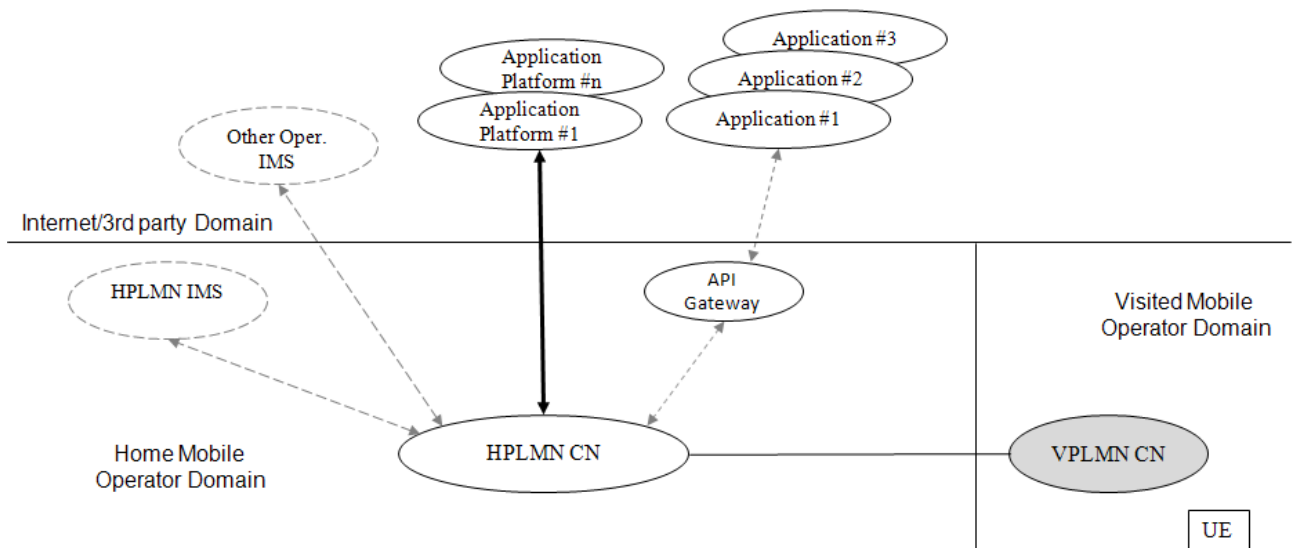 Application #3
Application
Platform #n
Application #2
Application
Platform #1
Application #1
Other Oper.
IMS
Internet/3rd party Domain
HPLMN IMS
API
Gateway
Visited Mobile
Operator Domain
Home Mobile
Operator Domain
HPLMN CN
VPLMN CN
UE